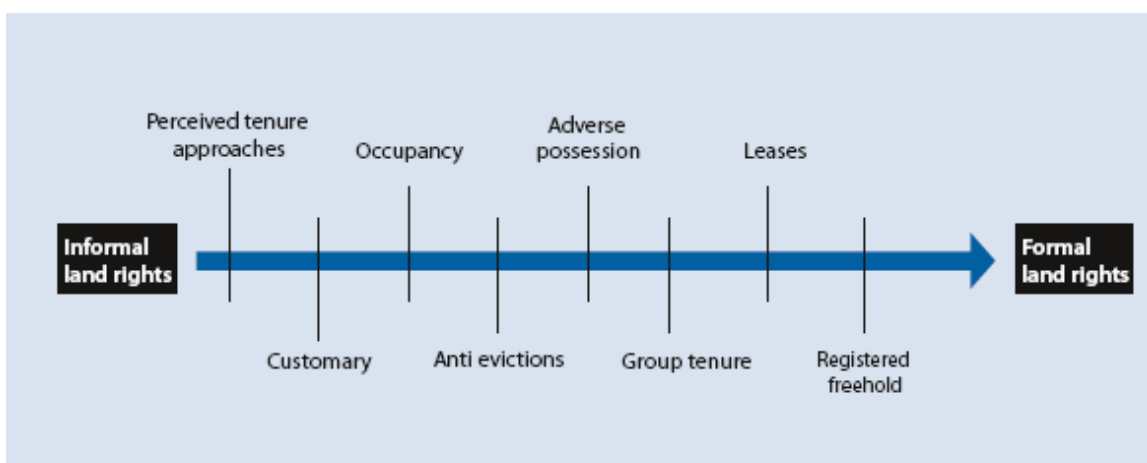 Perceived tenure
approaches
Occupancy
Adverse
possession
Leases
Informal
land rights
Formal
land rights
Customary
Anti evictions
Group tenure
Registered
freehold